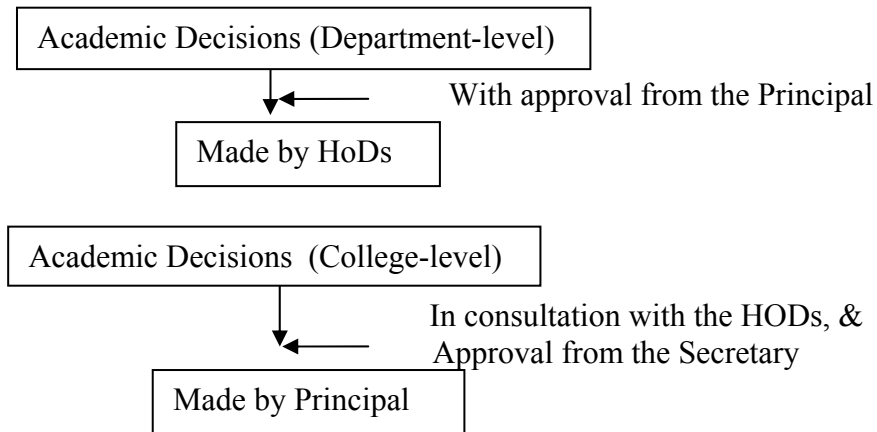 Academic Decisions (Department-level)
With approval from the Principal
Made by HoDs
Academic Decisions (College-level)
In consultation with the HODs, &
Approval from the Secretary
Made by Principal